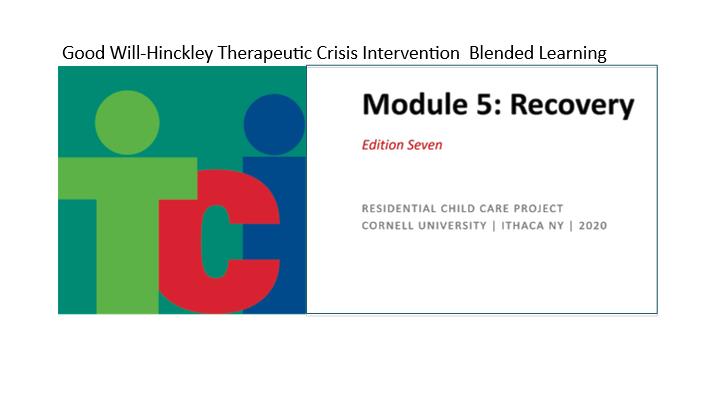 Good Will-Hinckley Therapeutic Crisis Intervention  Blended Learning
Tci
Module 5: Recovery
Edition Seven
RESIDENTIAL CHILD CARE PROJECT
CORNELL UNIVERSITY | ITHACA NY | 2020